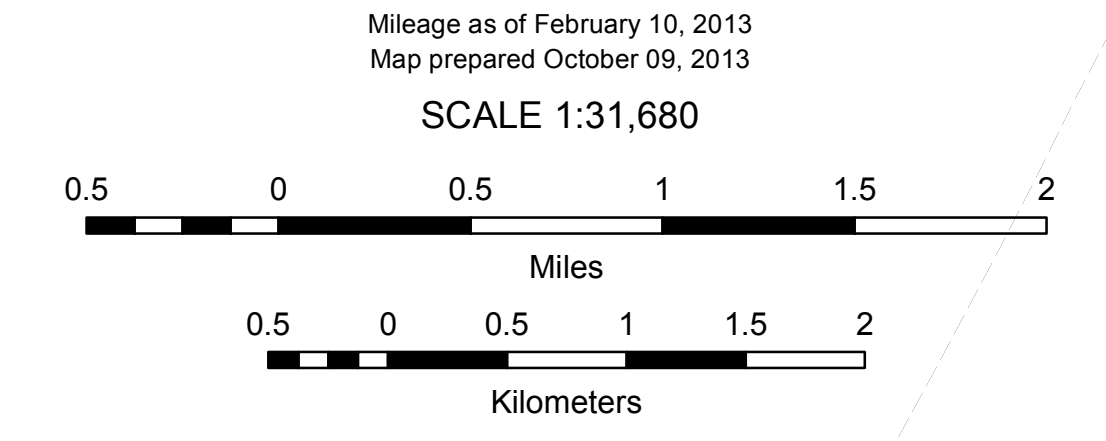 Mileage as of February 10, 2013
Map prepared October 09, 2013
SCALE 1:31,680
0.5 0 0.5 1 1.5 2
Miles
0.5 0 0.5 1 1.5 2
Kilometers